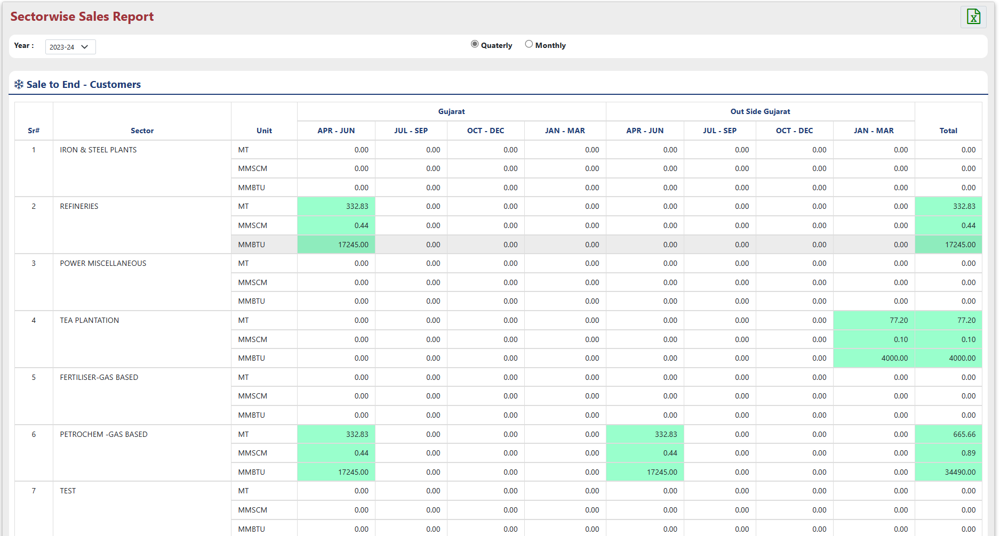 Sectorwise Sales Report
Year : 2023-24 Quaterly Monthly
Sale to End - Customers
Gujarat Out Side Gujarat
Sr# Sector Unit APR - JUN JUL - SEP OCT - DEC JAN - MAR APR - JUN JUL - SEP OCT - DEC JAN - MAR Total
1 IRON & STEEL PLANTS MT 0.00 0.00 0.00 0.00 0.00 0.00 0.00 0.00 0.00
MMSCM 0.00 0.00 0.00 0.00 0.00 0.00 0.00 0.00 0.00
MMBTU 0.00 0.00 0.00 0.00 0.00 0.00 0.00 0.00 0.00
2 REFINERIES MT 332.83 0.00 0.00 0.00 0.00 0.00 0.00 0.00 332.83
MMSCM 0.44 0.00 0.00 0.00 0.00 0.00 0.00 0.00 0.44
MMBTU 17245.00 0.00 0.00 0.00 0.00 0.00 0.00 0.00 17245.00
3 POWER MISCELLANEOUS MT 0.00 0.00 0.00 0.00 0.00 0.00 0.00 0.00 0.00
MMSCM 0.00 0.00 0.00 0.00 0.00 0.00 0.00 0.00 0.00
MMBTU 0.00 0.00 0.00 0.00 0.00 0.00 0.00 0.00 0.00
4 TEA PLANTATION MT 0.00 0.00 0.00 0.00 0.00 0.00 0.00 77.20 77.20
MMSCM 0.00 0.00 0.00 0.00 0.00 0.00 0.00 0.10 0.10
MMBTU 0.00 0.00 0.00 0.00 0.00 0.00 0.00 4000.00 4000.00
5 FERTILISER-GAS BASED MT 0.00 0.00 0.00 0.00 0.00 0.00 0.00 0.00 0.00
MMSCM 0.00 0.00 0.00 0.00 0.00 0.00 0.00 0.00 0.00
MMBTU 0.00 0.00 0.00 0.00 0.00 0.00 0.00 0.00 0.00
6 PETROCHEM -GAS BASED MT 332.83 0.00 0.00 0.00 332.83 0.00 0.00 0.00 665.66
MMSCM 0.44 0.00 0.00 0.00 0.44 0.00 0.00 0.00 0.89
MMBTU 17245.00 0.00 0.00 0.00 17245.00 0.00 0.00 0.00 34490.00
7 TEST MT 0.00 0.00 0.00 0.00 0.00 0.00 0.00 0.00 0.00
MMSCM 0.00 0.00 0.00 0.00 0.00 0.00 0.00 0.00 0.00
MMBTU 0.00 0.00 0.00 0.00 0.00 0.00 0.00 0.00 0.00